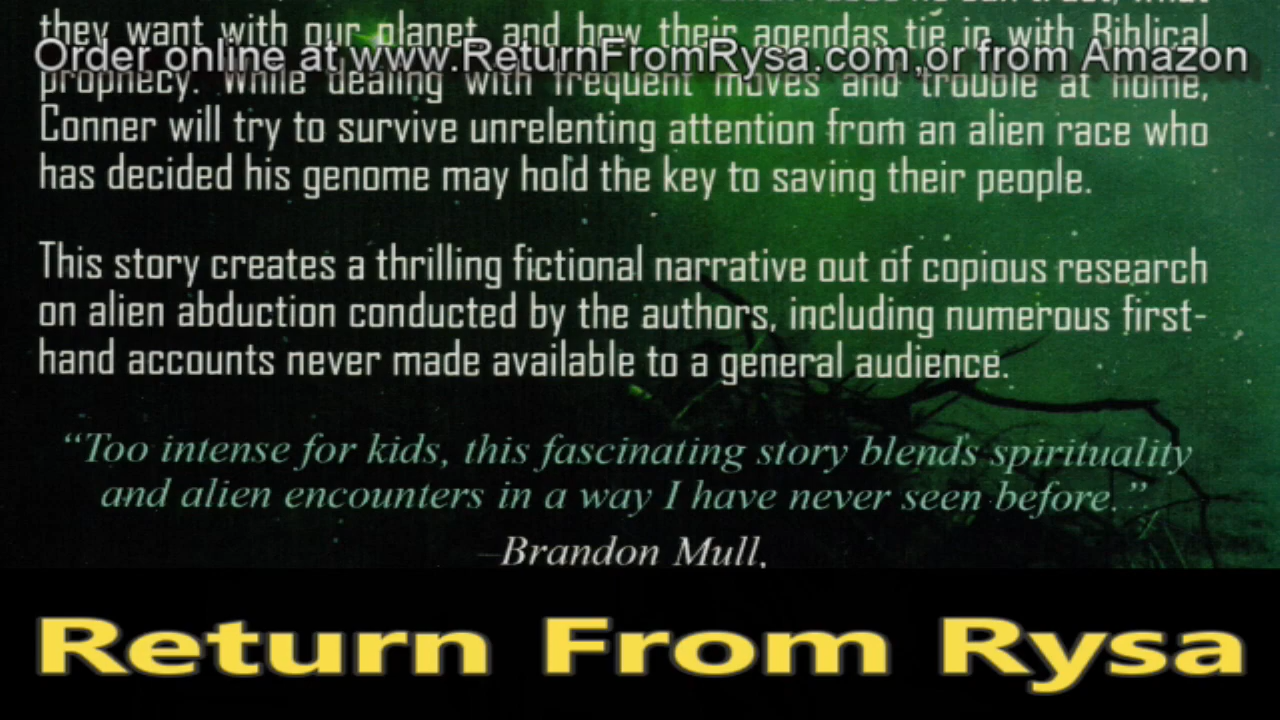 they want with our planet, and how their agendas tie in with Biblical
Order online at www.ReturnFromRysa.com,or from Amazon
prophecy. While dealing with frequent moves and trouble at home,
Conner will try to survive unrelenting attention from an alien race who
has decided his genome may hold the key to saving their people.
This story creates a thrilling fictional narrative out of copious research
on alien abduction conducted by the authors, including numerous first-
hand accounts never made available to a general audience.
“Too intense for kids, this fascinating story blends spirituality
and alien encounters in a way I have never seen before.”
–Brandon Mull,
Return From Rysa